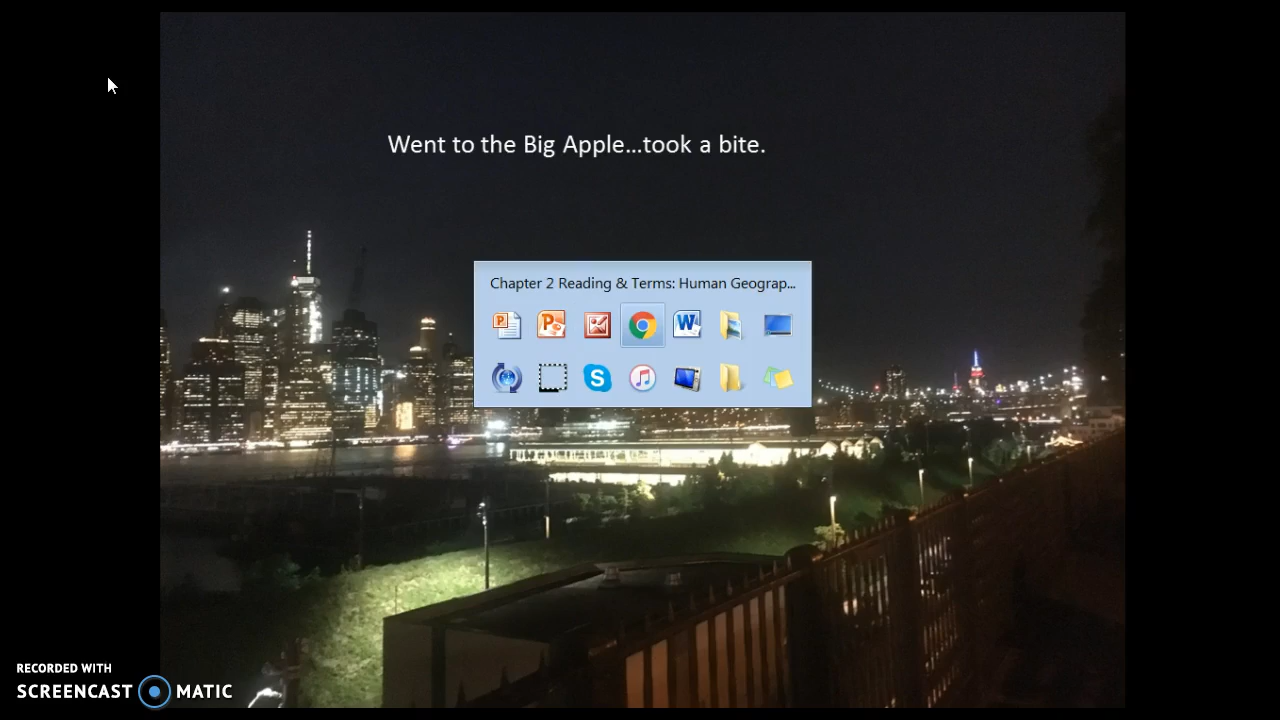 Went to the Big Apple…took a bite.
Chapter 2 Reading & Terms: Human Geograp...
RECORDED WITH
SCREENCAST MATIC